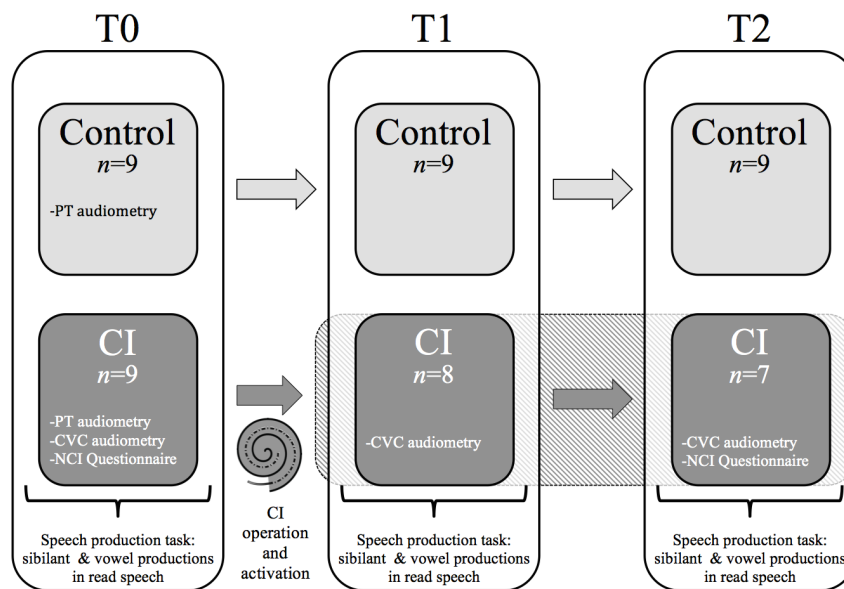 T0
Control
n=9
-PT audiometry
CI
n=9
-PT audiometry
-CVC audiometry
-NCI Questionnaire
Speech production task:
sibilant & vowel productions
in read speech
CI
operation
and
activation
T1
Control
n=9
CI
n=8
-CVC audiometry
Speech production task:
sibilant & vowel productions
in read speech
T2
Control
n=9
CI
n=7
-CVC audiometry
-NCI Questionnaire
Speech production task:
sibilant & vowel productions
in read speech